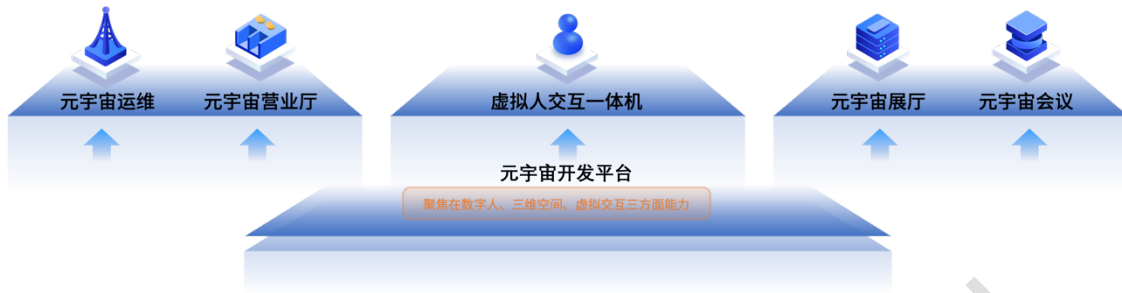 元宇宙运维
元宇宙营业厅
虚拟人交互一体机
元宇宙展厅
元宇宙会议
元宇宙开发平台
聚焦在数字人、三维空间、虚拟交互三方面能力